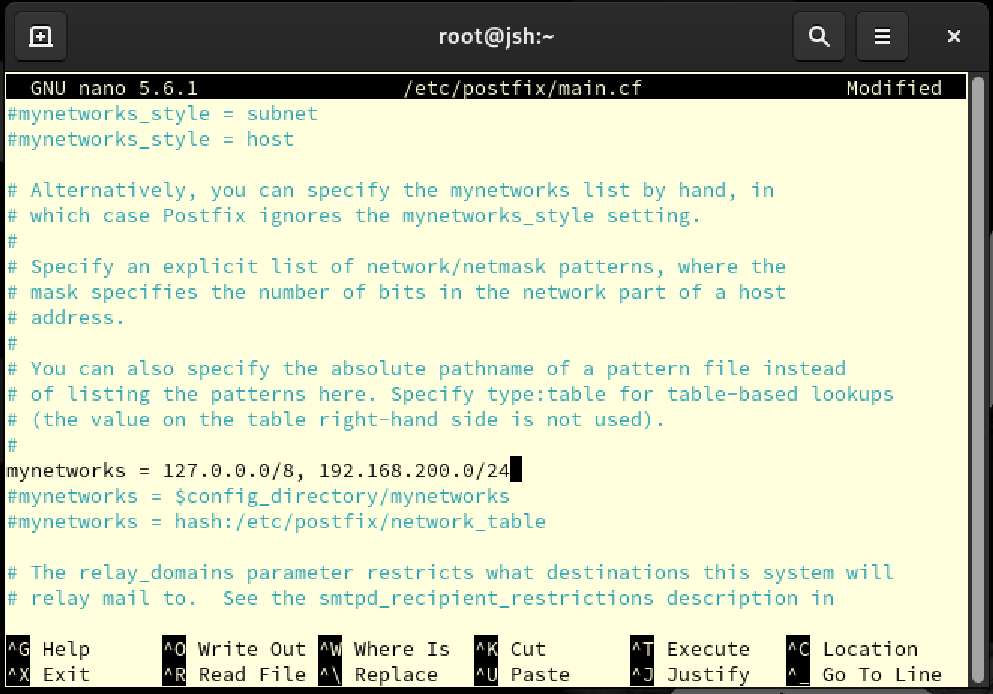 root@jsh:~
GNU nano 5.6.1 /etc/postfix/main.cf Modified
#mynetworks_style = subnet
#mynetworks_style = host
# Alternatively, you can specify the mynetworks list by hand, in
# which case Postfix ignores the mynetworks_style setting.
#
# Specify an explicit list of network/netmask patterns, where the
# mask specifies the number of bits in the network part of a host
# address.
#
# You can also specify the absolute pathname of a pattern file instead
# of listing the patterns here. Specify type:table for table-based lookups
# (the value on the table right-hand side is not used).
#
mynetworks = 127.0.0.0/8, 192.168.200.0/24
#mynetworks = $config_directory/mynetworks
#mynetworks = hash:/etc/postfix/network_table
# The relay_domains parameter restricts what destinations this system will
# relay mail to.  See the smtpd_recipient_restrictions description in
^G Help ^O Write Out ^W Where Is ^K Cut ^T Execute ^C Location
^X Exit ^R Read File ^\ Replace ^U Paste ^J Justify ^_ Go To Line